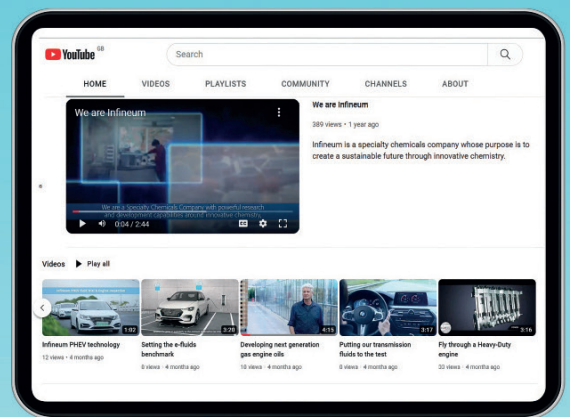 YouTube GB
Search
HOME VIDEOS PLAYLISTS COMMUNITY CHANNELS ABOUT
We are Infineum
We are a Specialty Chemicals Company with powerful research
and development capabilities around innovative chemistry.
0:04 / 2:44
We are Infineum
389 views • 1 year ago
Infineum is a specialty chemicals company whose purpose is to
create a sustainable future through innovative chemistry.
Videos Play all
1:02
Infineum PHEV technology
12 views • 4 months ago
3:28
Setting the e-fluids
benchmark
6 views • 4 months ago
4:15
Developing next generation
gas engine oils
10 views • 4 months ago
3:17
Putting our transmission
fluids to the test
8 views • 4 months ago
3:16
Fly through a Heavy-Duty
engine
33 views • 4 months ago